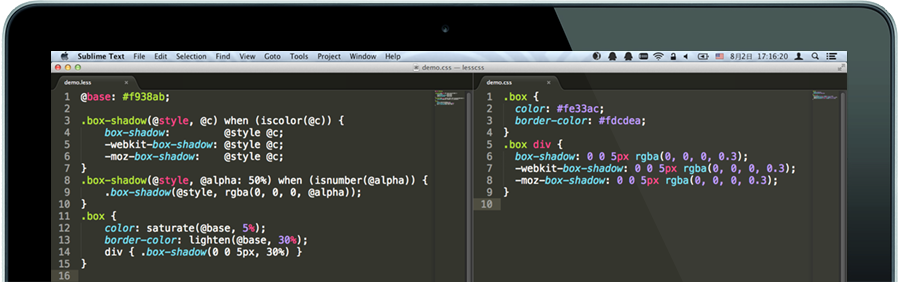 Sublime Text File Edit Selection Find View Goto Tools Project Window Help 8月2日 17:16:20
demo.css — lesscss
demo.less
1 @base: #f938ab;
2
3 .box-shadow(@style, @c) when (iscolor(@c)) {
4 box-shadow: @style @c;
5 -webkit-box-shadow: @style @c;
6 -moz-box-shadow: @style @c;
7 }
8 .box-shadow(@style, @alpha: 50%) when (isnumber(@alpha)) {
9 .box-shadow(@style, rgba(0, 0, 0, @alpha));
10 }
11 .box {
12 color: saturate(@base, 5%);
13 border-color: lighten(@base, 30%);
14 div { .box-shadow(0 0 5px, 30%) }
15 }
16
demo.css
1 .box {
2 color: #fe33ac;
3 border-color: #fdcdea;
4 }
5 .box div {
6 box-shadow: 0 0 5px rgba(0, 0, 0, 0.3);
7 -webkit-box-shadow: 0 0 5px rgba(0, 0, 0, 0.3);
8 -moz-box-shadow: 0 0 5px rgba(0, 0, 0, 0.3);
9 }
10